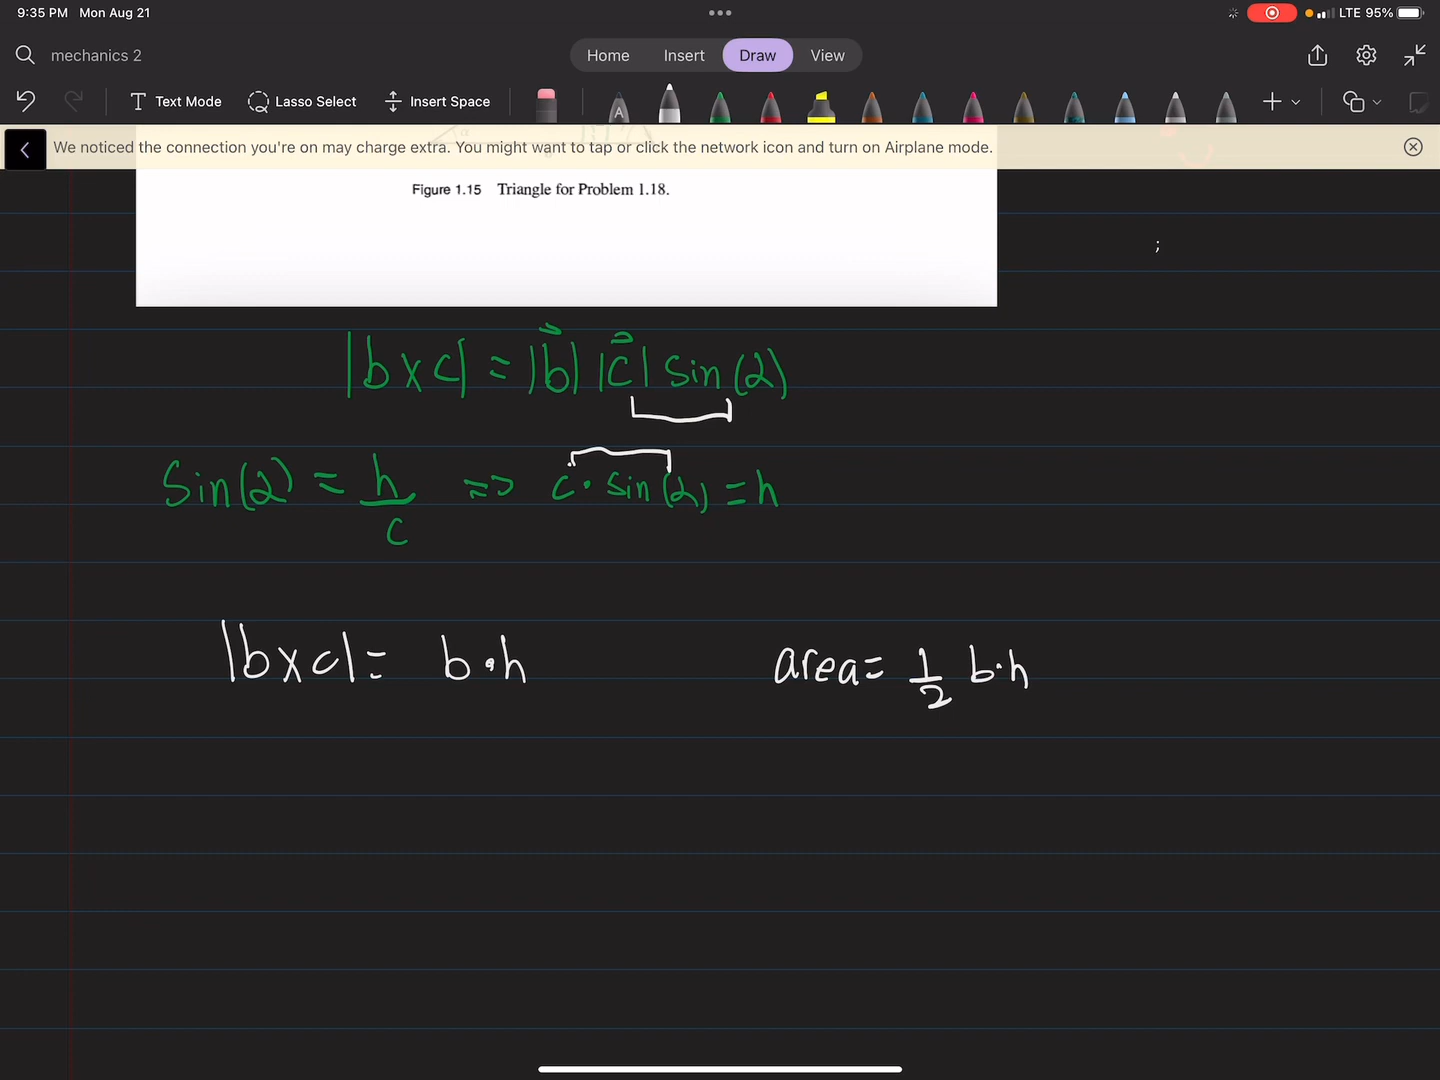 9:35 PM Mon Aug 21
LTE 95%
mechanics 2
Home Insert Draw View
Text Mode Lasso Select Insert Space
A
We noticed the connection you're on may charge extra. You might want to tap or click the network icon and turn on Airplane mode.
Figure 1.15 Triangle for Problem 1.18.
;
|b×c| = |b⃗| |c⃗| sin(α)
Sin(α) = h/c => c · sin(α) = h
|b×c| = b·h
area = 1/2 b·h